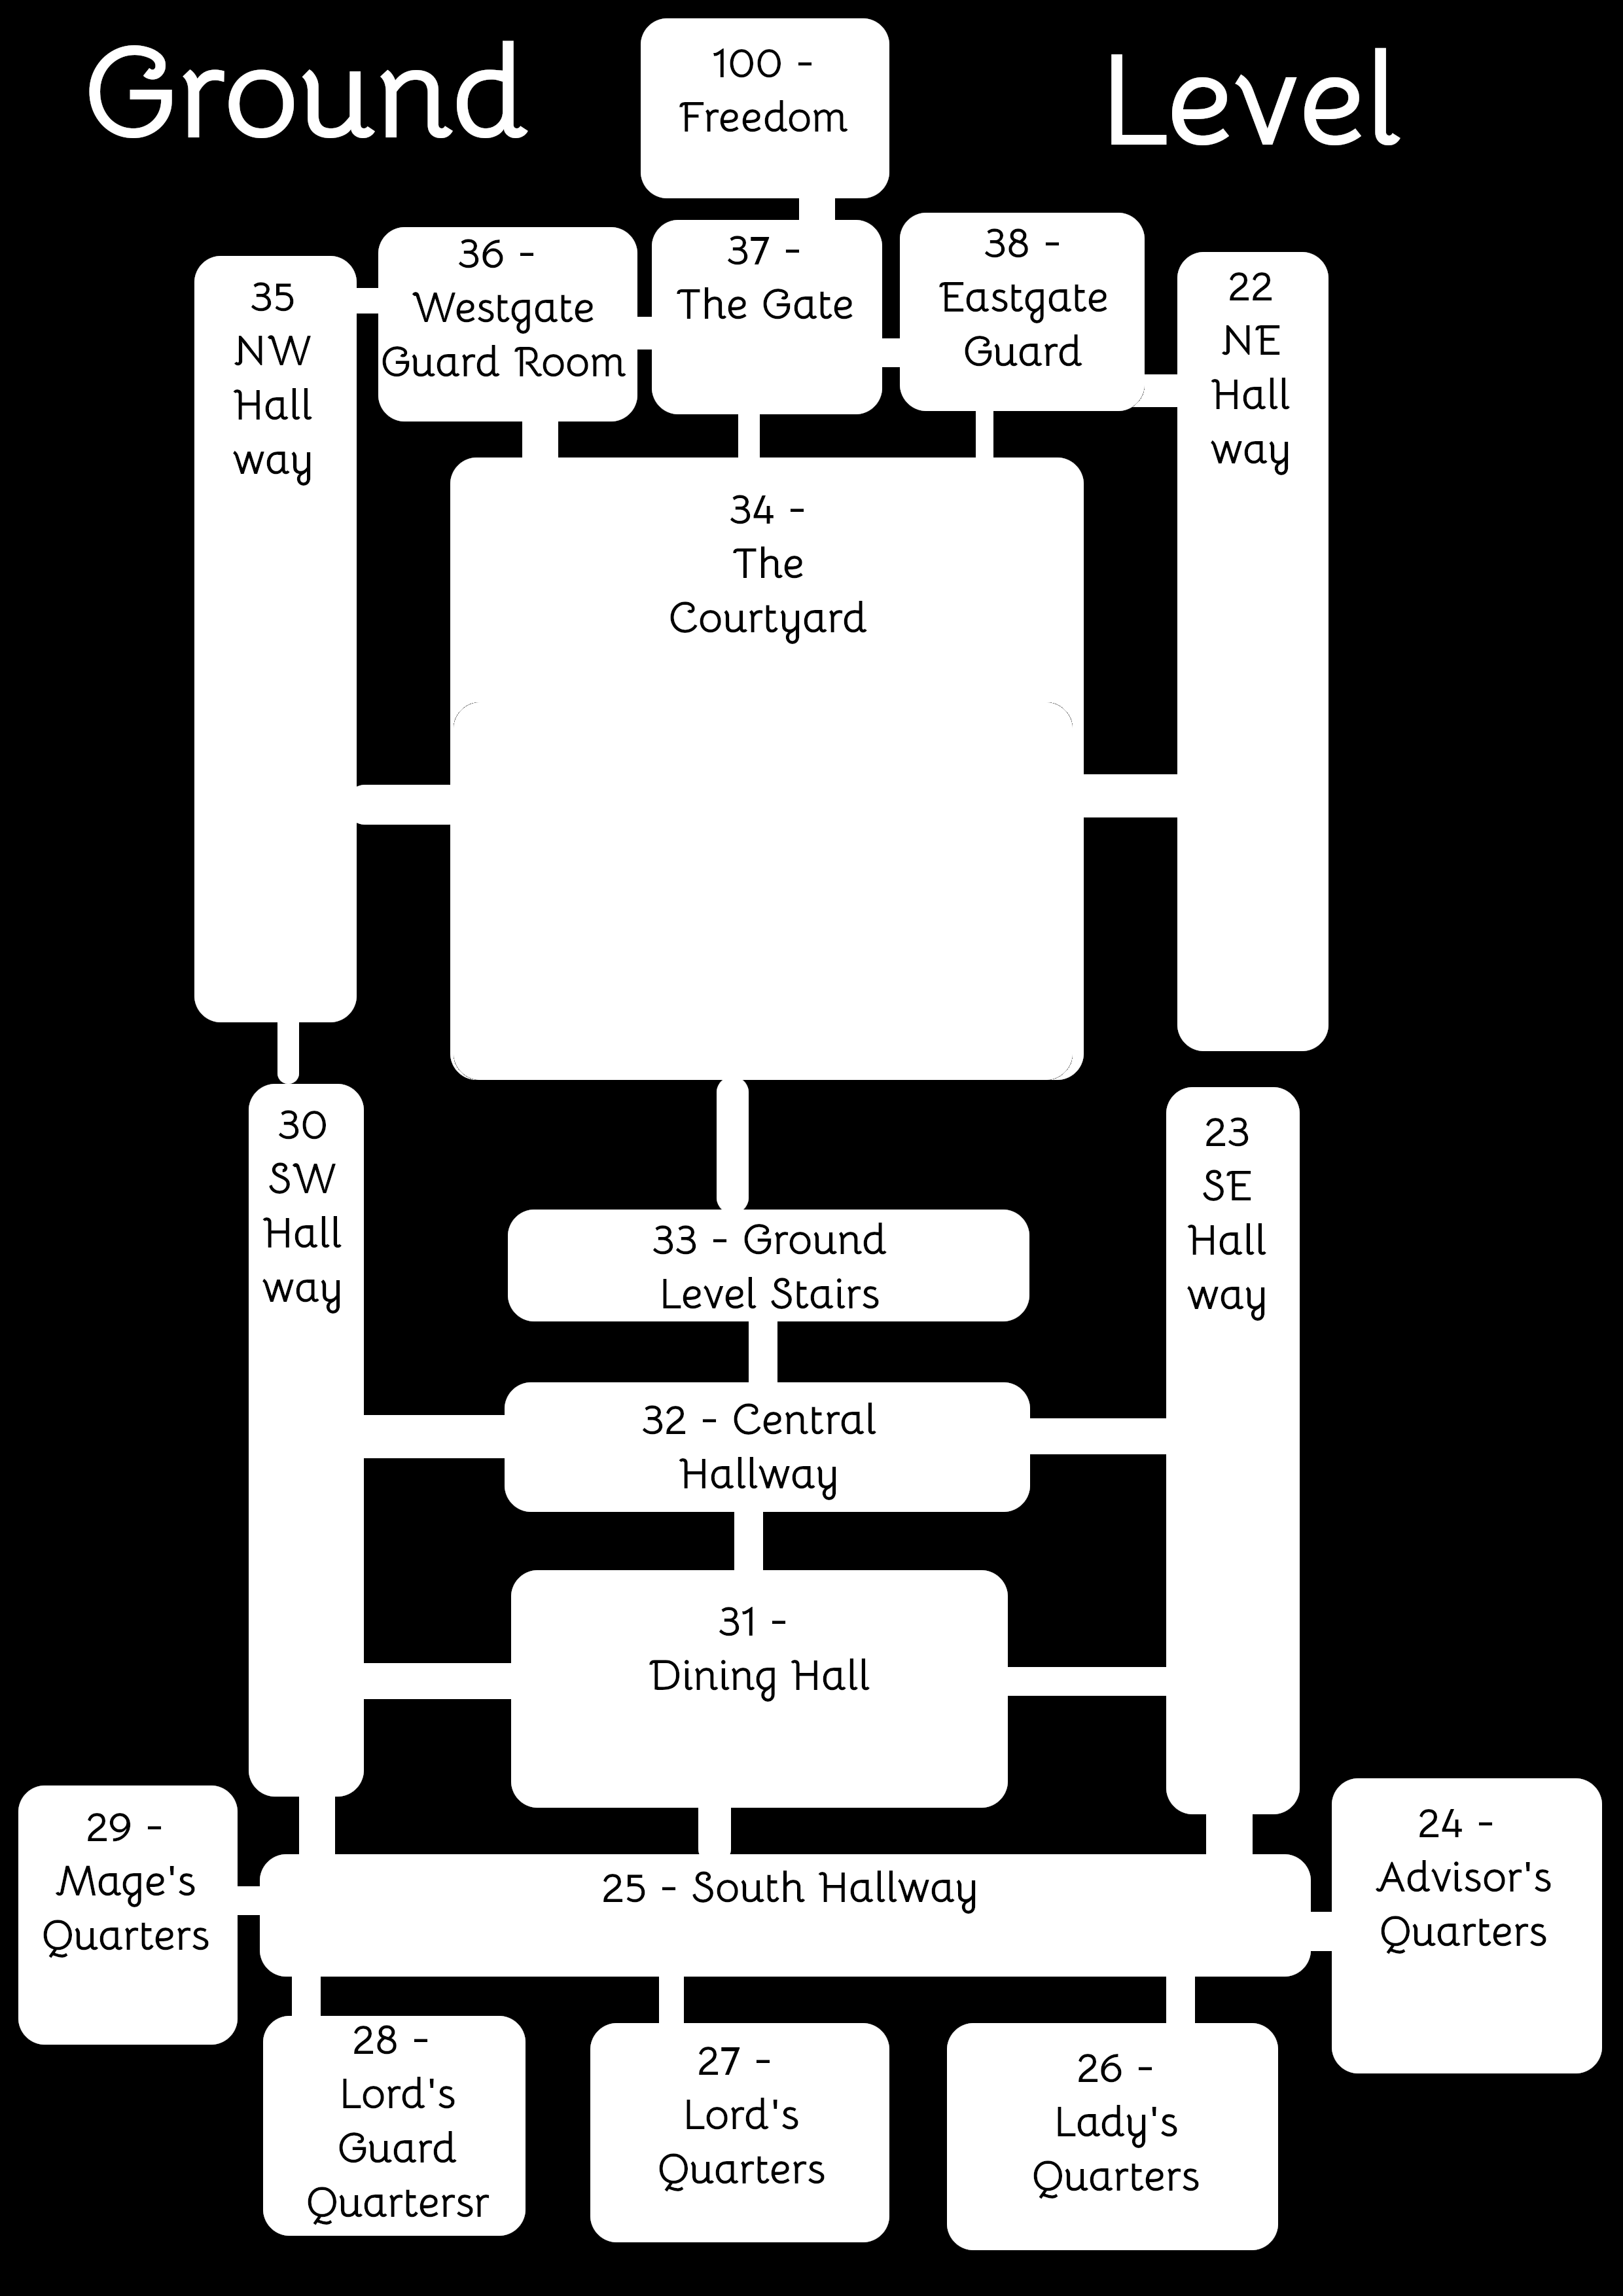 Ground
Level
100 -
Freedom
36 -
Westgate
Guard Room
37 -
The Gate
38 -
Eastgate
Guard
35
NW
Hall
way
22
NE
Hall
way
34 -
The
Courtyard
30
SW
Hall
way
23
SE
Hall
way
33 - Ground
Level Stairs
32 - Central
Hallway
31 -
Dining Hall
29 -
Mage's
Quarters
24 -
Advisor's
Quarters
25 - South Hallway
28 -
Lord's
Guard
Quartersr
27 -
Lord's
Quarters
26 -
Lady's
Quarters